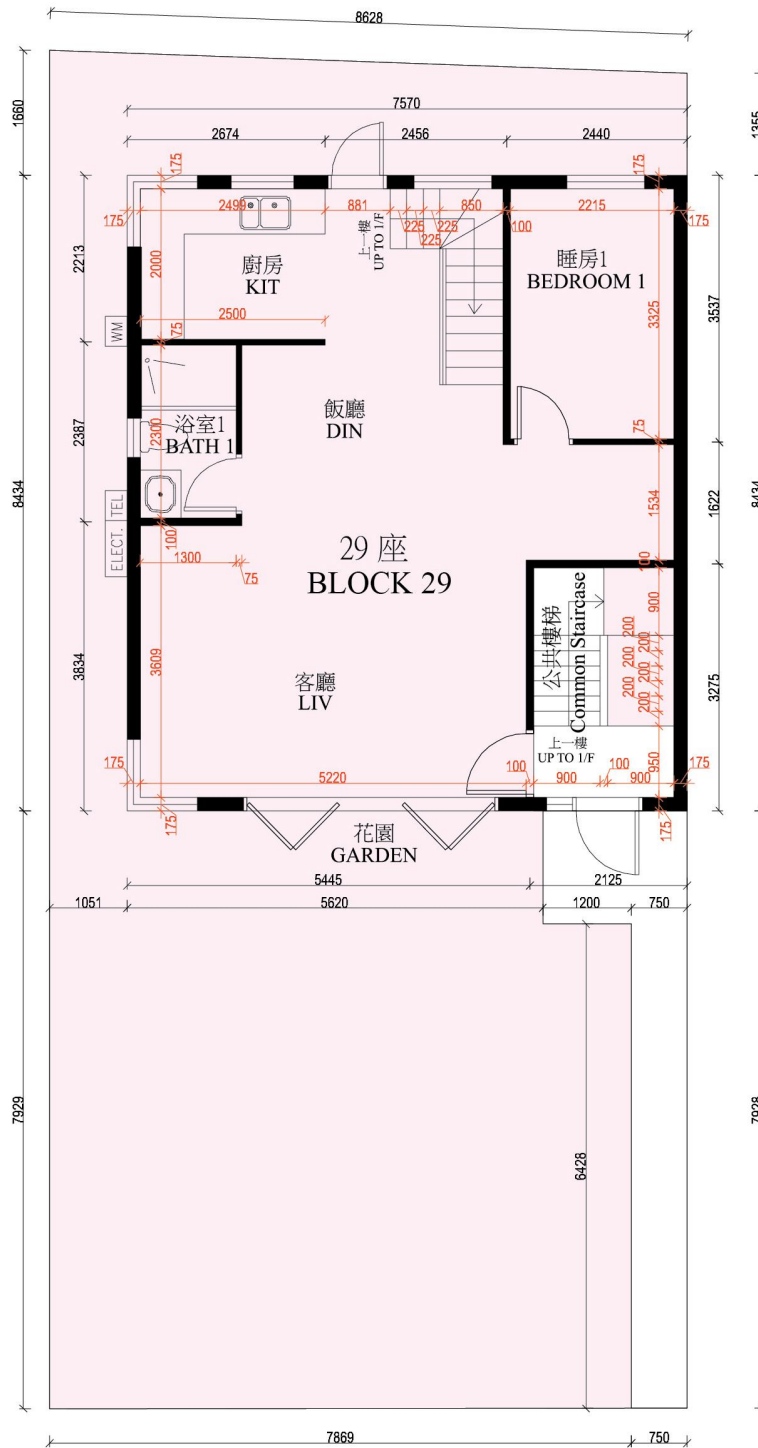 8628
1660
1355
7570
2674
2456
2440
175
175
175
2499
881
225
225
225
850
100
2215
175
廚房
KIT
上一樓
UP TO 1/F
睡房1
BEDROOM 1
2213
2000
3325
3537
2500
WM
75
飯廳
DIN
浴室1
BATH 1
2387
2300
75
8434
8434
TEL
ELECT.
1534
1622
100
1300
75
29 座
BLOCK 29
100
900
公共樓梯
Common Staircase
200
200
200
200
200
200
3834
3609
客廳
LIV
3275
上一樓
UP TO 1/F
950
175
5220
100
900
100
900
175
175
175
花園
GARDEN
5445
2125
1051
5620
1200
750
7929
7928
6428
7869
750